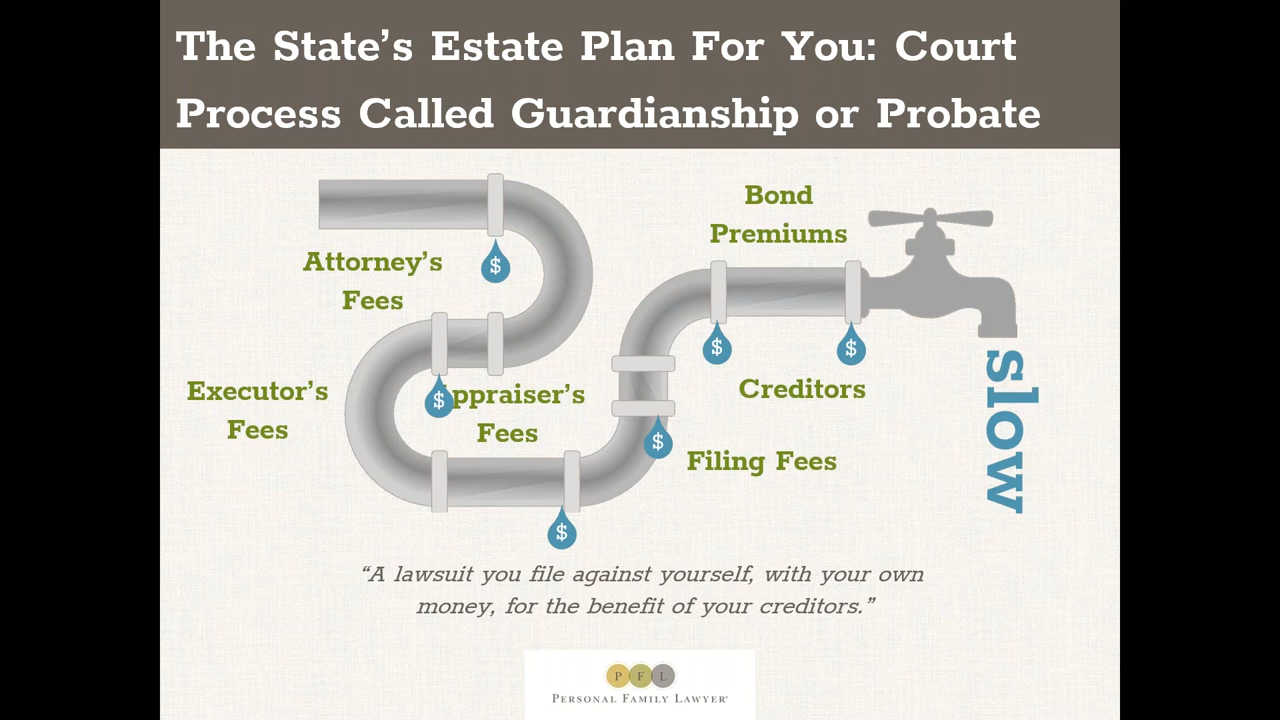 The State's Estate Plan For You: Court
Process Called Guardianship or Probate
Bond
Premiums
Attorney's
Fees
$
$
$
Executor's
Fees
$
ppraiser's
Fees
Creditors
$
Filing Fees
slow
$
“A lawsuit you file against yourself, with your own
money, for the benefit of your creditors.”
P F L
Personal Family Lawyer®